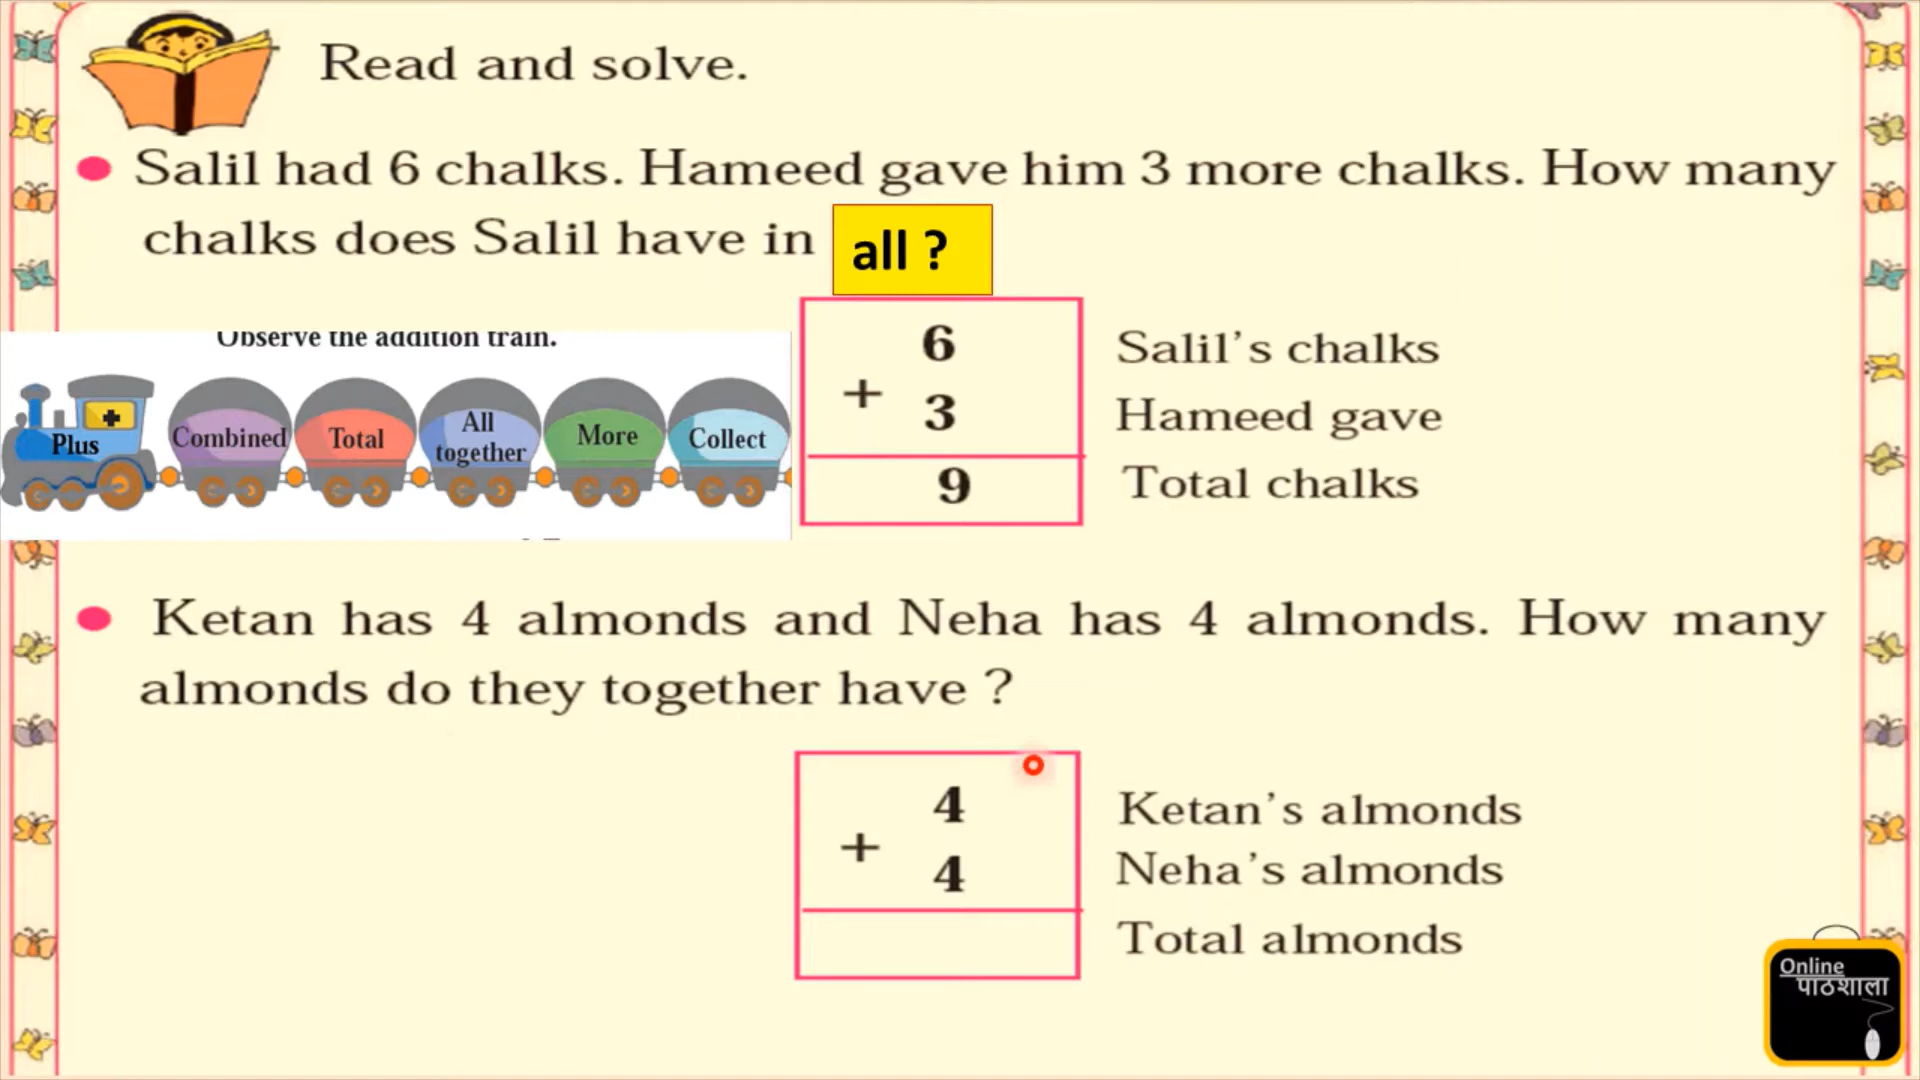 Read and solve.
Salil had 6 chalks. Hameed gave him 3 more chalks. How many
chalks does Salil have in all ?
Observe the addition train.
Plus
Combined
Total
All
together
More
Collect
6
+
3
9
Salil's chalks
Hameed gave
Total chalks
Ketan has 4 almonds and Neha has 4 almonds. How many
almonds do they together have ?
4
+
4
Ketan's almonds
Neha's almonds
Total almonds
Online
पाठशाला